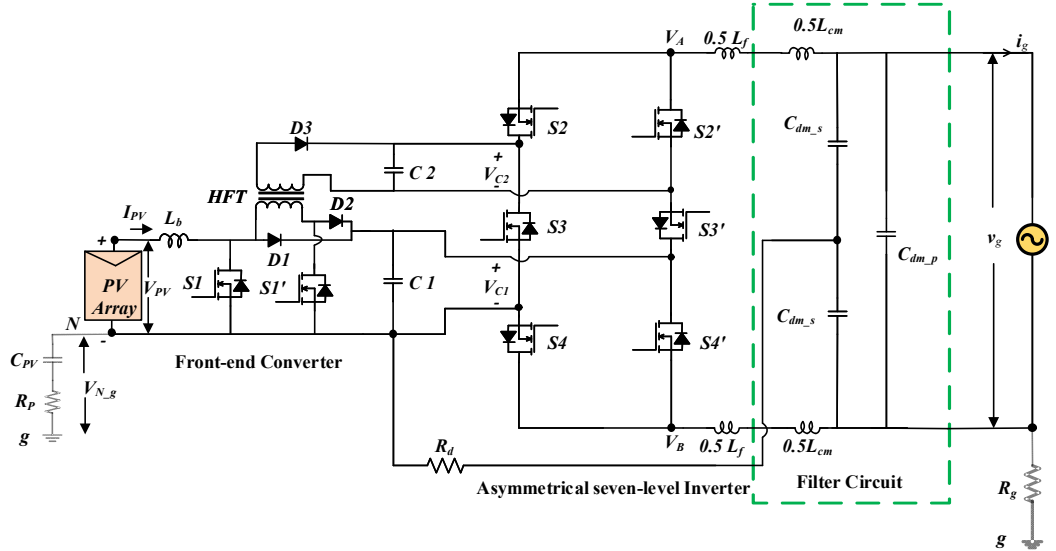 V_A
0.5 L_f
0.5L_cm
i_g
S2
S2'
C_dm_s
D3
+
V_C2
-
C 2
HFT
D2
I_PV
L_b
S3
S3'
v_g
C_dm_p
+
PV
Array
-
V_PV
D1
S1
S1'
C 1
+
V_C1
-
C_dm_s
N
S4
S4'
C_PV
Front-end Converter
V_N_g
R_P
g
V_B
0.5 L_f
0.5L_cm
R_d
Asymmetrical seven-level Inverter
Filter Circuit
R_g
g